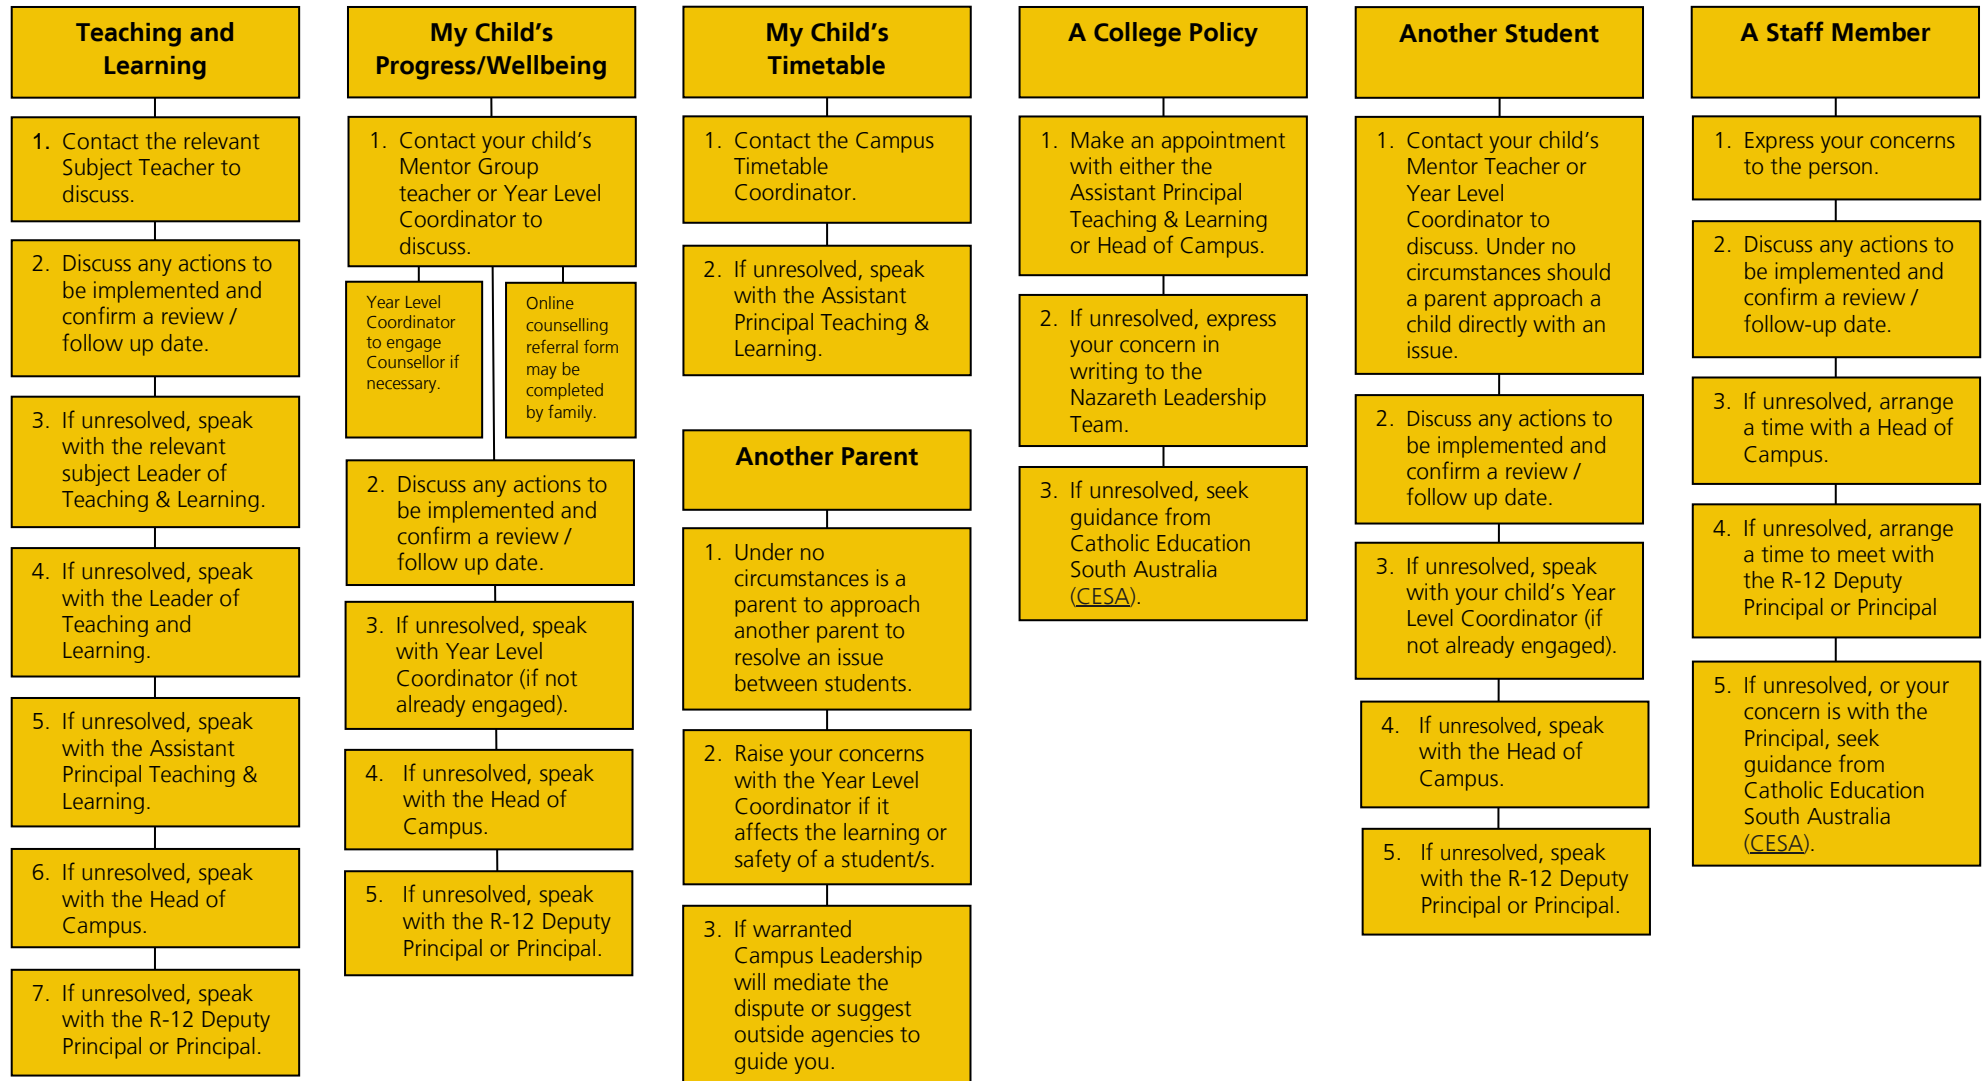 Teaching and
Learning
1. Contact the relevant
Subject Teacher to
discuss.
2. Discuss any actions to
be implemented and
confirm a review /
follow up date.
3. If unresolved, speak
with the relevant
subject Leader of
Teaching & Learning.
4. If unresolved, speak
with the Leader of
Teaching and
Learning.
5. If unresolved, speak
with the Assistant
Principal Teaching &
Learning.
6. If unresolved, speak
with the Head of
Campus.
7. If unresolved, speak
with the R-12 Deputy
Principal or Principal.
My Child's
Progress/Wellbeing
1. Contact your child's
Mentor Group
teacher or Year Level
Coordinator to
discuss.
Year Level
Coordinator
to engage
Counsellor if
necessary.
Online
counselling
referral form
may be
completed
by family.
2. Discuss any actions to
be implemented and
confirm a review /
follow up date.
3. If unresolved, speak
with Year Level
Coordinator (if not
already engaged).
4. If unresolved, speak
with the Head of
Campus.
5. If unresolved, speak
with the R-12 Deputy
Principal or Principal.
My Child's
Timetable
1. Contact the Campus
Timetable
Coordinator.
2. If unresolved, speak
with the Assistant
Principal Teaching &
Learning.
Another Parent
1. Under no
circumstances is a
parent to approach
another parent to
resolve an issue
between students.
2. Raise your concerns
with the Year Level
Coordinator if it
affects the learning or
safety of a student/s.
3. If warranted
Campus Leadership
will mediate the
dispute or suggest
outside agencies to
guide you.
A College Policy
1. Make an appointment
with either the
Assistant Principal
Teaching & Learning
or Head of Campus.
2. If unresolved, express
your concern in
writing to the
Nazareth Leadership
Team.
3. If unresolved, seek
guidance from
Catholic Education
South Australia
(CESA).
Another Student
1. Contact your child's
Mentor Teacher or
Year Level
Coordinator to
discuss. Under no
circumstances should
a parent approach a
child directly with an
issue.
2. Discuss any actions to
be implemented and
confirm a review /
follow up date.
3. If unresolved, speak
with your child's Year
Level Coordinator (if
not already engaged).
4. If unresolved, speak
with the Head of
Campus.
5. If unresolved, speak
with the R-12 Deputy
Principal or Principal.
A Staff Member
1. Express your concerns
to the person.
2. Discuss any actions to
be implemented and
confirm a review /
follow-up date.
3. If unresolved, arrange
a time with a Head of
Campus.
4. If unresolved, arrange
a time to meet with
the R-12 Deputy
Principal or Principal
5. If unresolved, or your
concern is with the
Principal, seek
guidance from
Catholic Education
South Australia
(CESA).